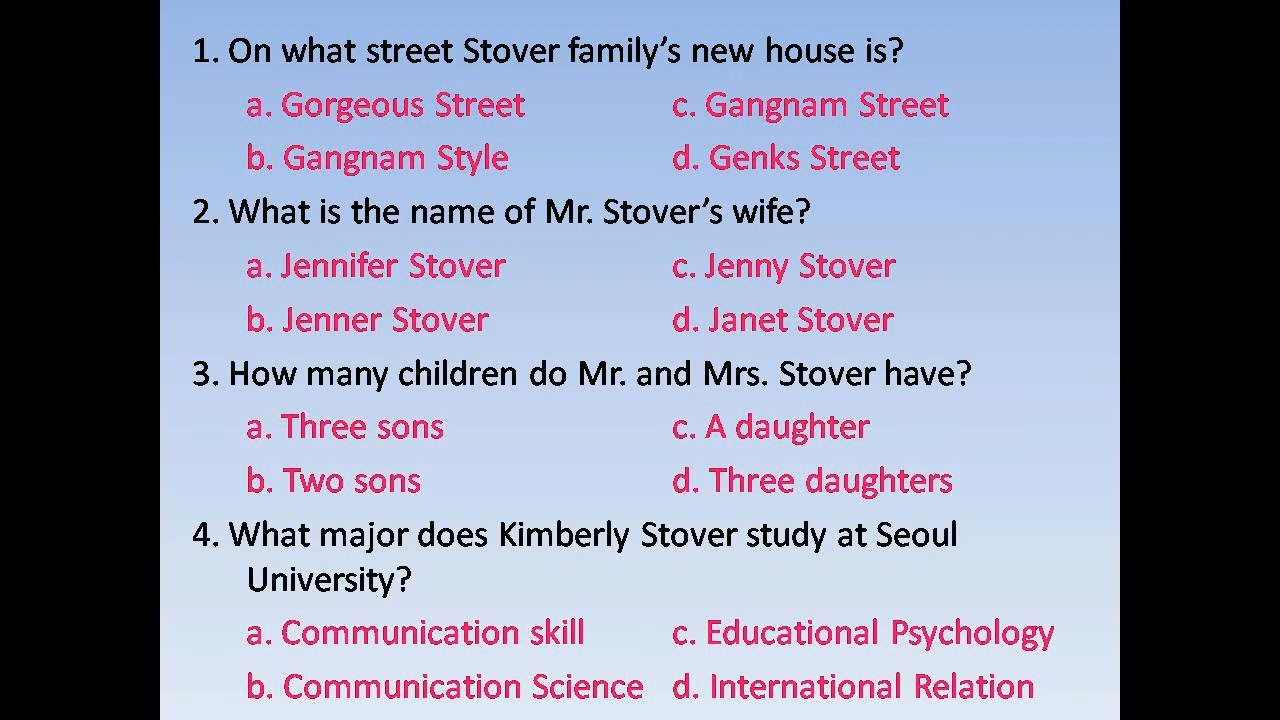 1. On what street Stover family’s new house is?
a. Gorgeous Street c. Gangnam Street
b. Gangnam Style d. Genks Street
2. What is the name of Mr. Stover’s wife?
a. Jennifer Stover c. Jenny Stover
b. Jenner Stover d. Janet Stover
3. How many children do Mr. and Mrs. Stover have?
a. Three sons c. A daughter
b. Two sons d. Three daughters
4. What major does Kimberly Stover study at Seoul
University?
a. Communication skill c. Educational Psychology
b. Communication Science d. International Relation